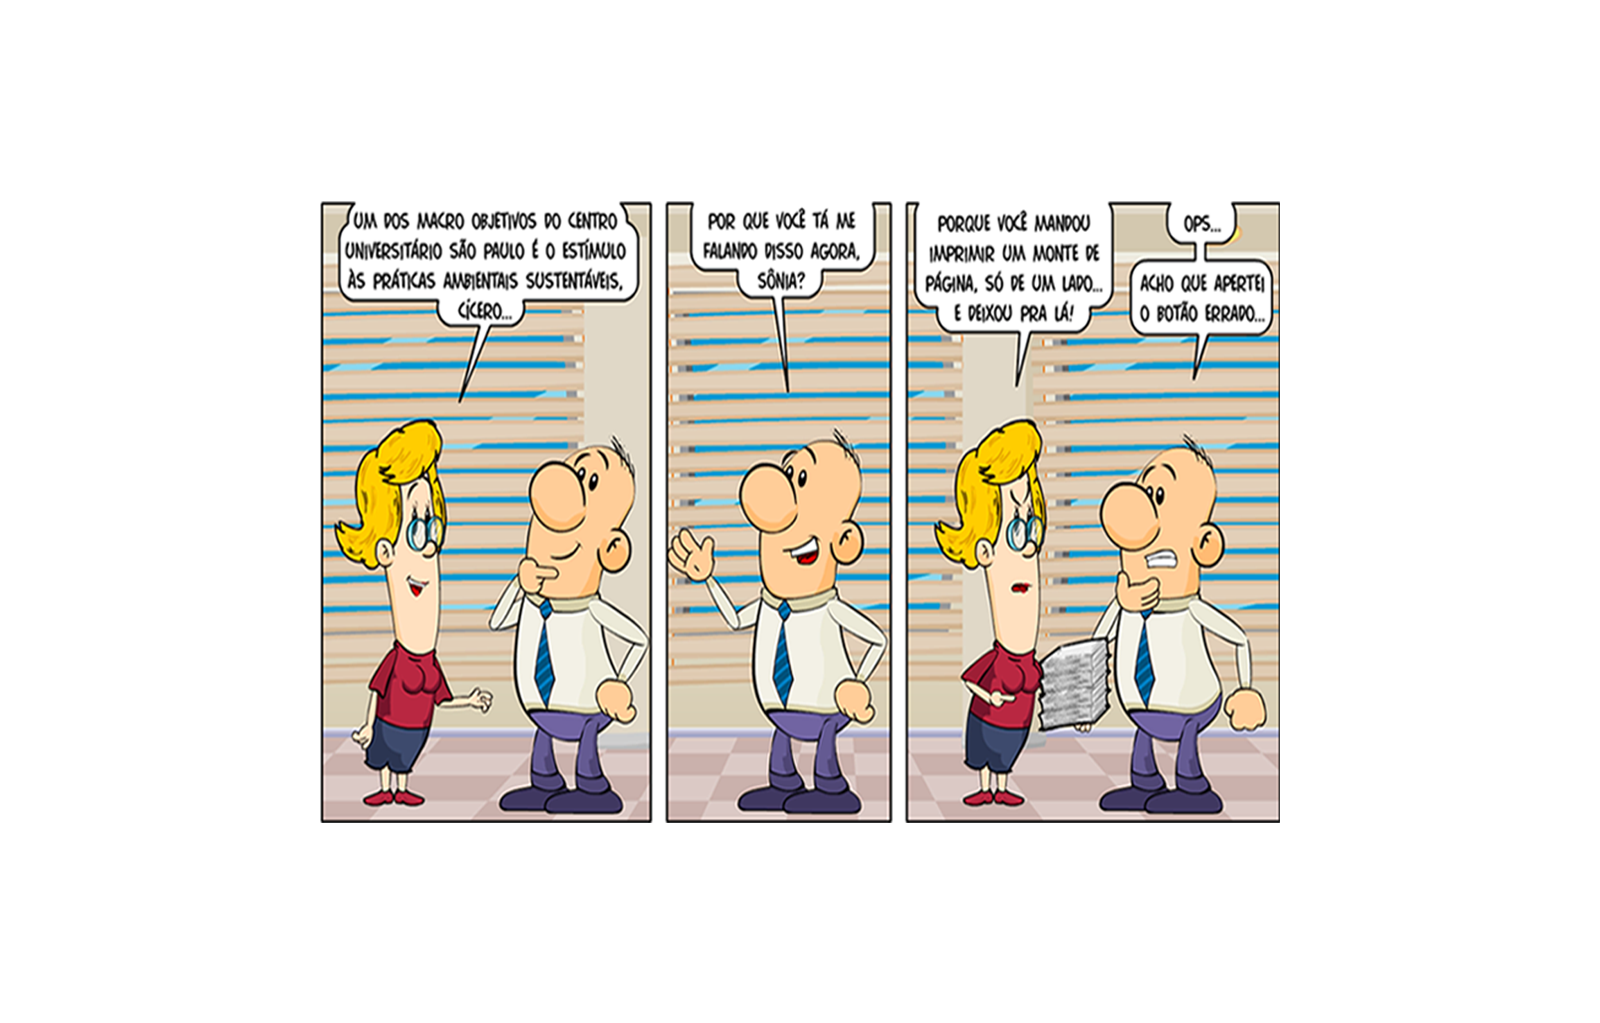 UM DOS MACRO OBJETIVOS DO CENTRO
UNIVERSITÁRIO SÃO PAULO É O ESTÍMULO
ÀS PRÁTICAS AMBIENTAIS SUSTENTÁVEIS,
CÍCERO...
POR QUE VOCÊ TÁ ME
FALANDO DISSO AGORA,
SÔNIA?
PORQUE VOCÊ MANDOU
IMPRIMIR UM MONTE DE
PÁGINA, SÓ DE UM LADO...
E DEIXOU PRA LÁ!
OPS...
ACHO QUE APERTEI
O BOTÃO ERRADO...